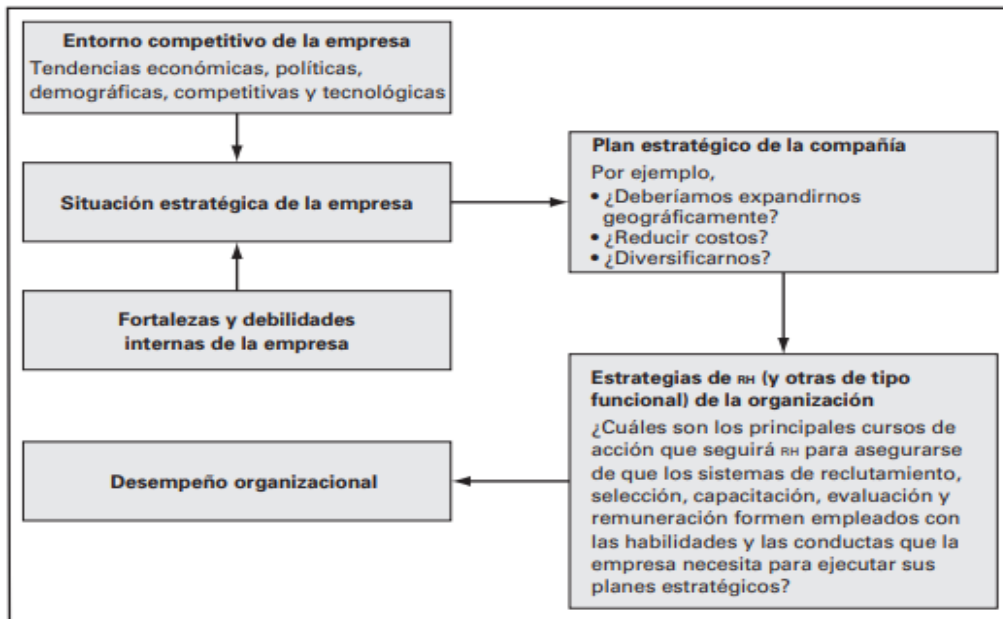 Entorno competitivo de la empresa
Tendencias económicas, políticas,
demográficas, competitivas y tecnológicas
Situación estratégica de la empresa
Fortalezas y debilidades
internas de la empresa
Plan estratégico de la compañía
Por ejemplo,
• ¿Deberíamos expandirnos
geográficamente?
• ¿Reducir costos?
• ¿Diversificarnos?
Estrategias de RH (y otras de tipo
funcional) de la organización
¿Cuáles son los principales cursos de
acción que seguirá RH para asegurarse
de que los sistemas de reclutamiento,
selección, capacitación, evaluación y
remuneración formen empleados con
las habilidades y las conductas que la
empresa necesita para ejecutar sus
planes estratégicos?
Desempeño organizacional